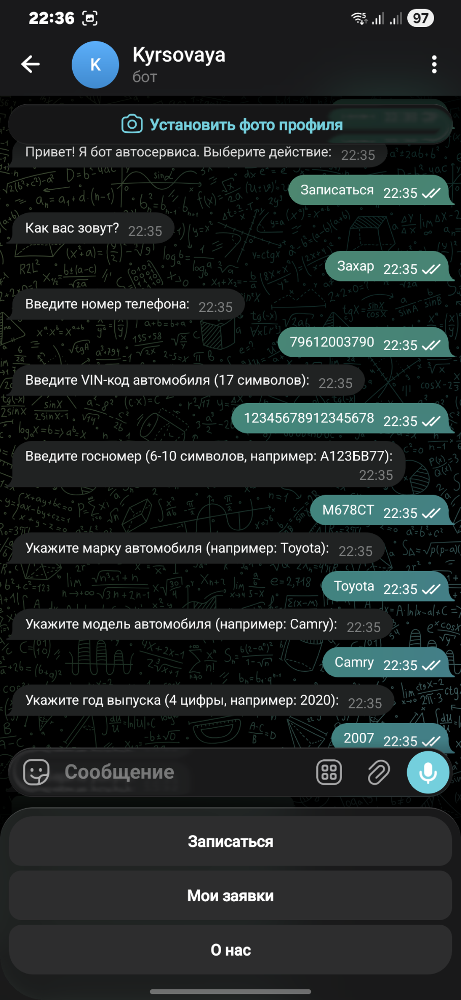 22:36
97
K
Kyrsovaya
бот
Установить фото профиля
Привет! Я бот автосервиса. Выберите действие: 22:35
Записаться 22:35
Как вас зовут? 22:35
Захар 22:35
Введите номер телефона: 22:35
79612003790 22:35
Введите VIN-код автомобиля (17 символов): 22:35
12345678912345678 22:35
Введите госномер (6-10 символов, например: А123БВ77):
22:35
М678СТ 22:35
Укажите марку автомобиля (например: Toyota): 22:35
Toyota 22:35
Укажите модель автомобиля (например: Camry): 22:35
Camry 22:35
Укажите год выпуска (4 цифры, например: 2020): 22:35
2007 22:35
Сообщение
Записаться
Мои заявки
О нас